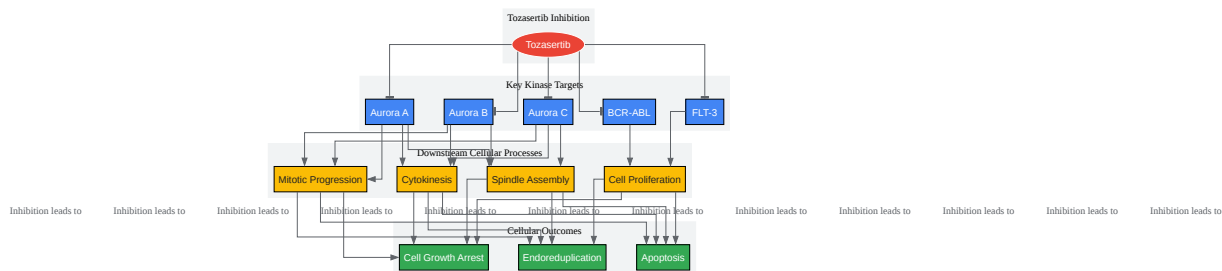 Tozasertib Inhibition
Tozasertib
Key Kinase Targets
Aurora A
Aurora B
Aurora C
BCR-ABL
FLT-3
Downstream Cellular Processes
Mitotic Progression
Cytokinesis
Spindle Assembly
Cell Proliferation
Inhibition leads to
Inhibition leads to
Inhibition leads to
Inhibition leads to
Inhibition leads to
Inhibition leads to
Inhibition leads to
Inhibition leads to
Inhibition leads to
Inhibition leads to
Inhibition leads to
Inhibition leads to
Cellular Outcomes
Cell Growth Arrest
Endoreduplication
Apoptosis